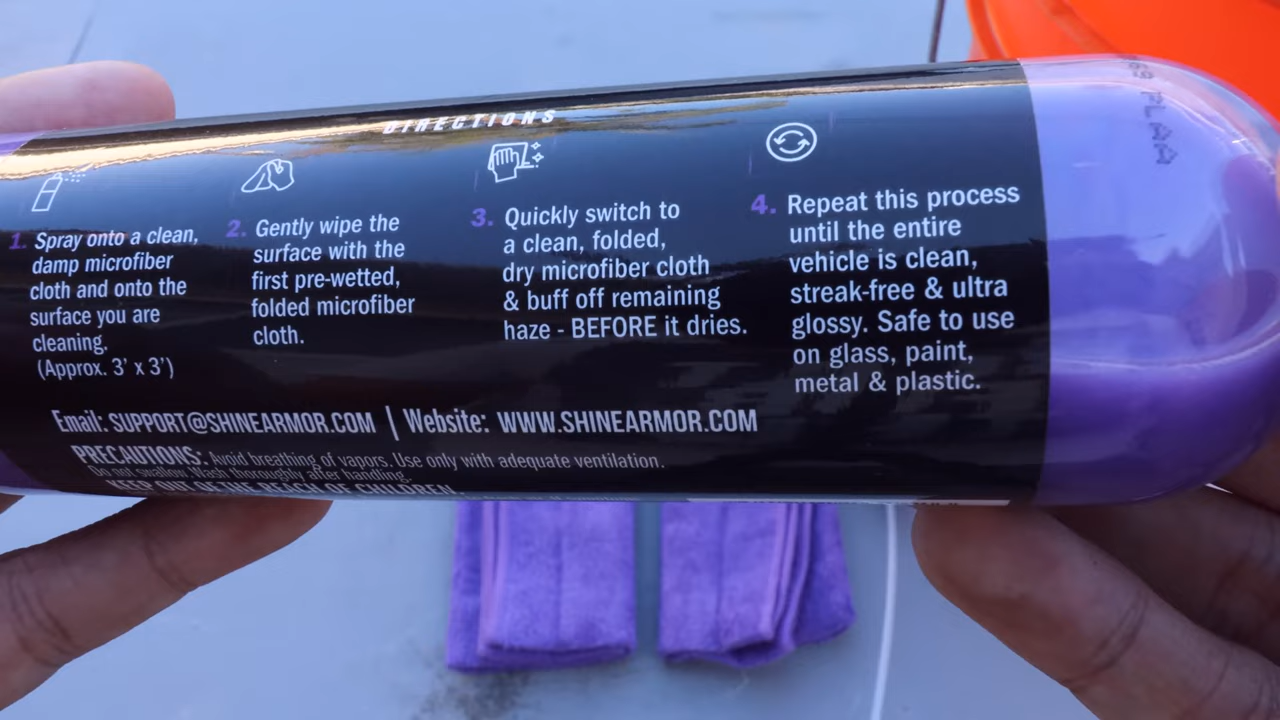 DIRECTIONS
1. Spray onto a clean,
damp microfiber
cloth and onto the
surface you are
cleaning.
(Approx. 3' x 3')
2. Gently wipe the
surface with the
first pre-wetted,
folded microfiber
cloth.
3. Quickly switch to
a clean, folded,
dry microfiber cloth
& buff off remaining
haze - BEFORE it dries.
4. Repeat this process
until the entire
vehicle is clean,
streak-free & ultra
glossy. Safe to use
on glass, paint,
metal & plastic.
Email: SUPPORT@SHINEARMOR.COM | Website: WWW.SHINEARMOR.COM
PRECAUTIONS: Avoid breathing of vapors. Use only with adequate ventilation.
Do not swallow. Wash thoroughly after handling.
KEEP OUT OF THE REACH OF CHILDREN.